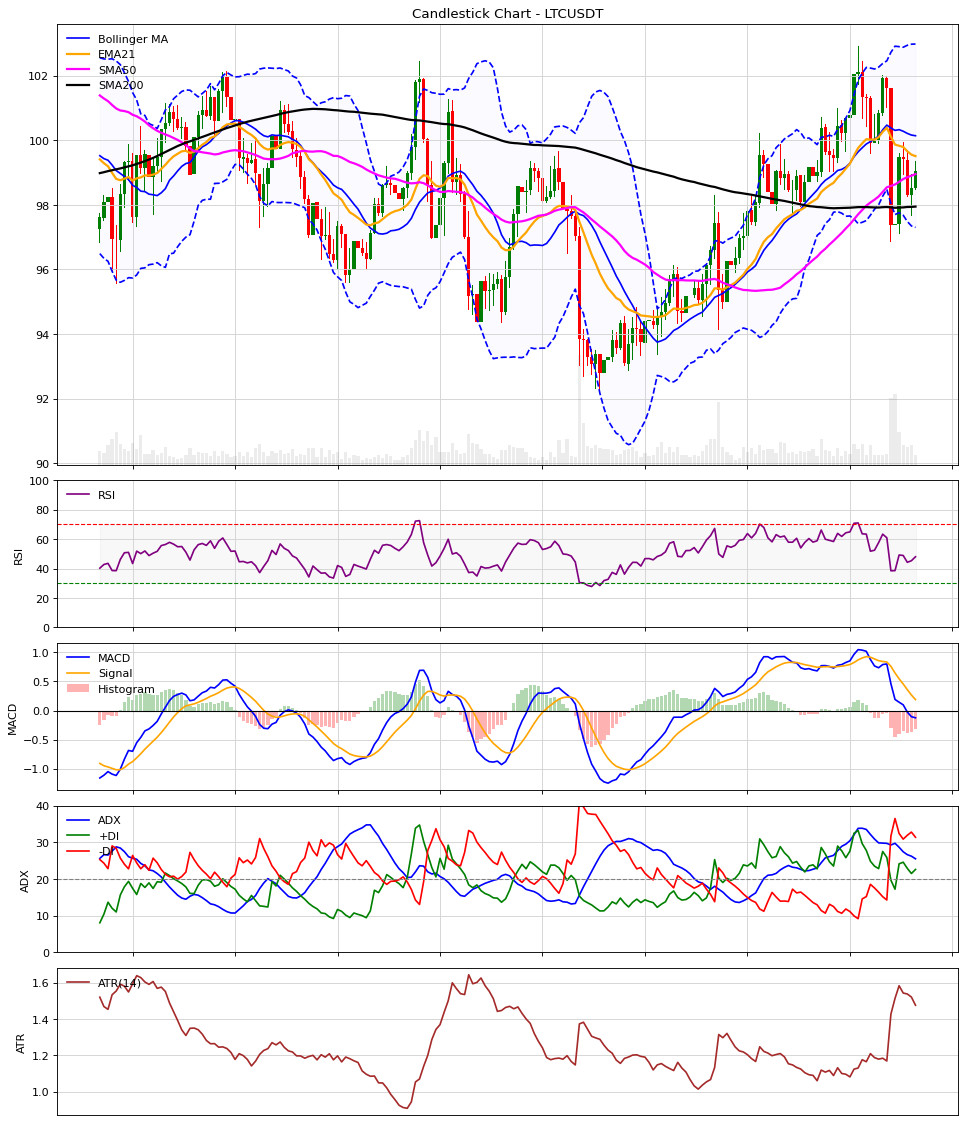 Candlestick Chart - LTCUSDT
Bollinger MA
EMA21
SMA50
SMA200
102
100
98
96
94
92
90
RSI
RSI
100
80
60
40
20
0
MACD
Signal
Histogram
MACD
1.0
0.5
0.0
−0.5
−1.0
ADX
+DI
-DI
ADX
40
30
20
10
0
ATR(14)
ATR
1.6
1.4
1.2
1.0